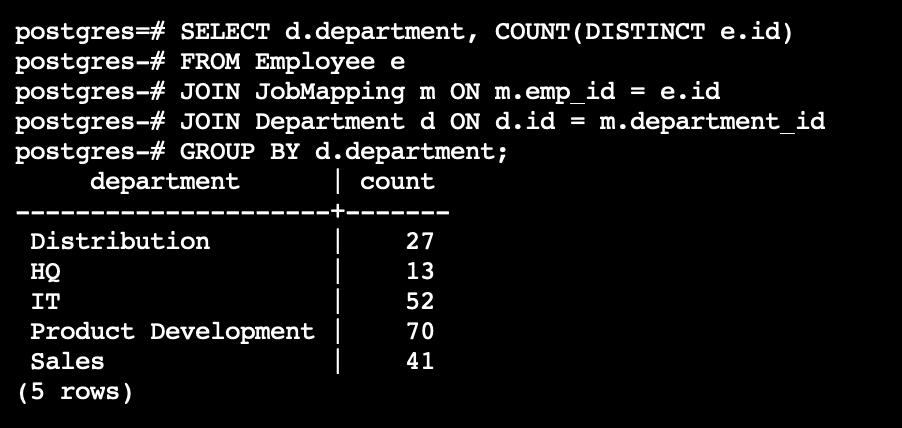 postgres=# SELECT d.department, COUNT(DISTINCT e.id)
postgres-# FROM Employee e
postgres-# JOIN JobMapping m ON m.emp_id = e.id
postgres-# JOIN Department d ON d.id = m.department_id
postgres-# GROUP BY d.department;
     department      | count
---------------------+-------
 Distribution        |    27
 HQ                  |    13
 IT                  |    52
 Product Development |    70
 Sales               |    41
(5 rows)